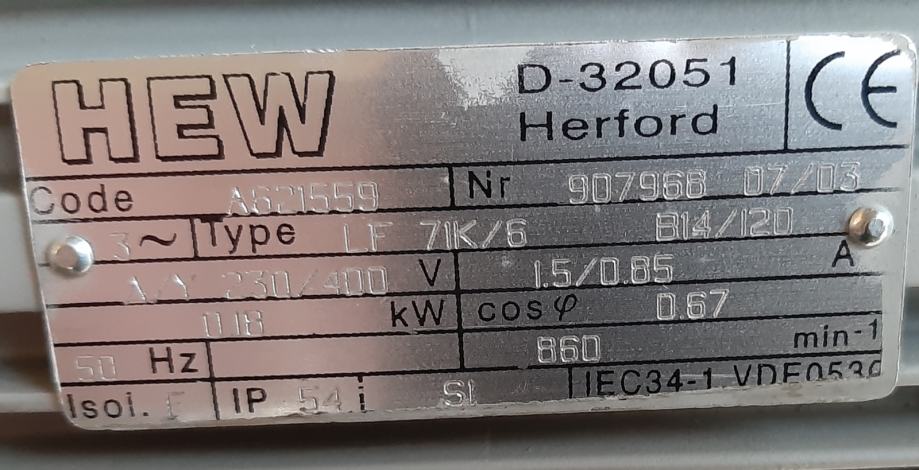 HEW D-32051 CE
Herford
Code A621559 Nr 907968 07/03
3~ Type LF 71K/6 B14/120
Δ/Y 230/400 V 1.5/0.85 A
0.18 kW cos φ 0.67
50 Hz 860 min-1
Isol. F IP 54 i S1 IEC34-1 VDE0530